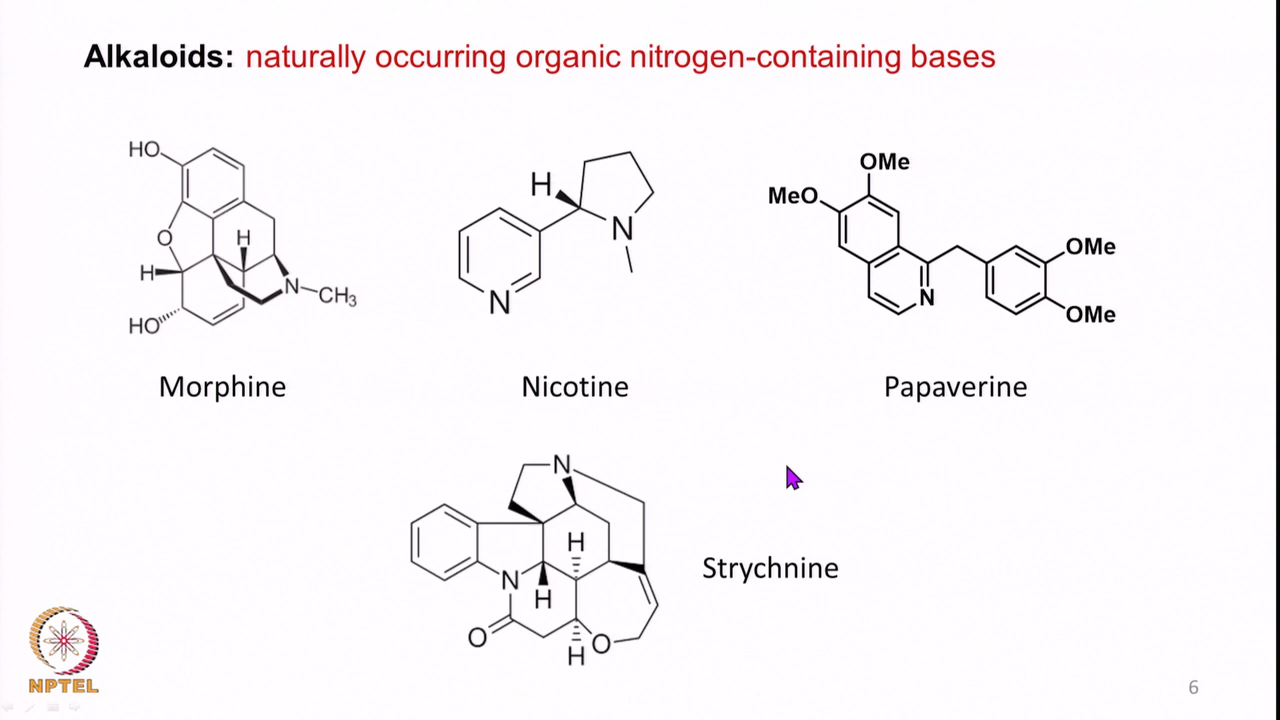 Alkaloids: naturally occurring organic nitrogen-containing bases
HO
O
H
H
N
CH3
HO
Morphine
H
N
N
Nicotine
OMe
MeO
N
OMe
OMe
Papaverine
N
H
N
H
O
O
H
Strychnine
NPTEL
6